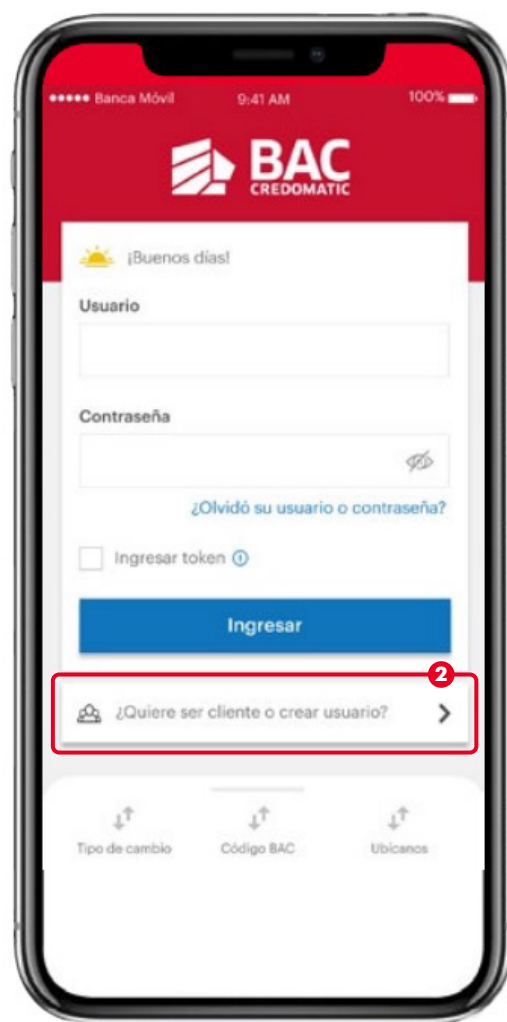 Banca Móvil 9:41 AM 100%
BAC
CREDOMATIC
¡Buenos días!
Usuario
Contraseña
¿Olvidó su usuario o contraseña?
Ingresar token
Ingresar
2
¿Quiere ser cliente o crear usuario?
Tipo de cambio Código BAC Ubícanos